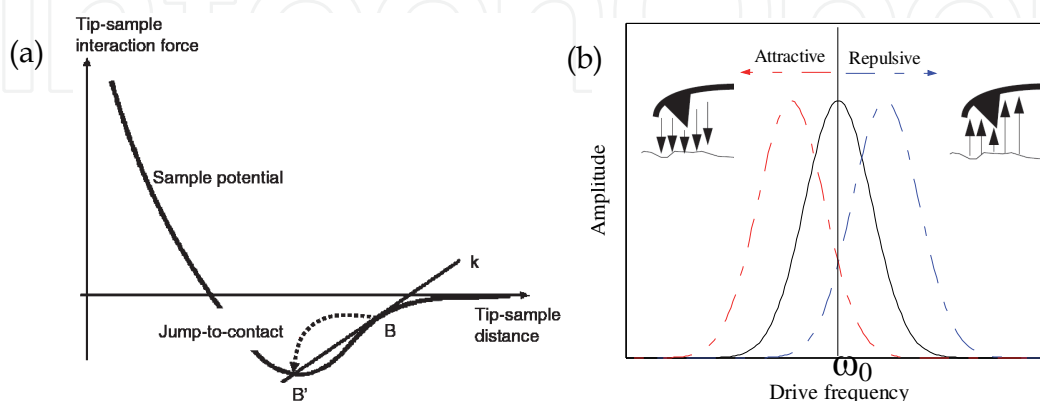 (a)
Tip-sample
interaction force
Sample potential
Jump-to-contact
k
B
B'
Tip-sample
distance
(b)
Attractive
Repulsive
Amplitude
ω0
Drive frequency